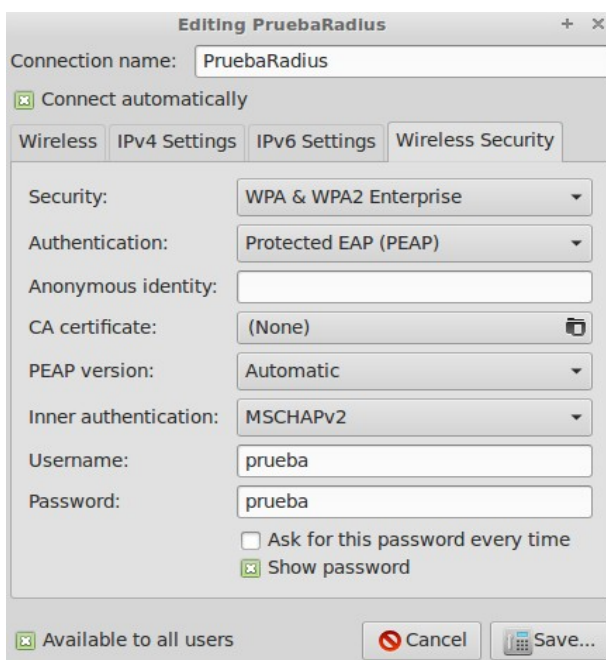 Editing PruebaRadius
Connection name: PruebaRadius
Connect automatically
Wireless IPv4 Settings IPv6 Settings Wireless Security
Security: WPA & WPA2 Enterprise
Authentication: Protected EAP (PEAP)
Anonymous identity:
CA certificate: (None)
PEAP version: Automatic
Inner authentication: MSCHAPv2
Username: prueba
Password: prueba
Ask for this password every time
Show password
Available to all users Cancel Save...